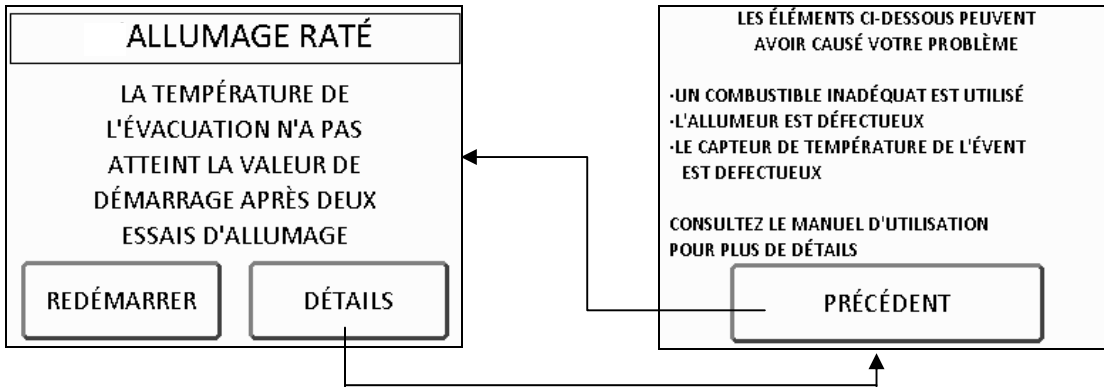 ALLUMAGE RATÉ
LA TEMPÉRATURE DE
L'ÉVACUATION N'A PAS
ATTEINT LA VALEUR DE
DÉMARRAGE APRÈS DEUX
ESSAIS D'ALLUMAGE
REDÉMARRER
DÉTAILS
LES ÉLÉMENTS CI-DESSOUS PEUVENT
AVOIR CAUSÉ VOTRE PROBLÈME
·UN COMBUSTIBLE INADÉQUAT EST UTILISÉ
·L'ALLUMEUR EST DÉFECTUEUX
·LE CAPTEUR DE TEMPÉRATURE DE L'ÉVENT
EST DEFECTUEUX
CONSULTEZ LE MANUEL D'UTILISATION
POUR PLUS DE DÉTAILS
PRÉCÉDENT